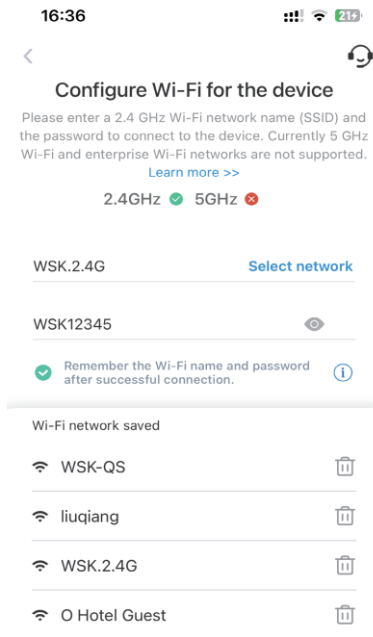 16:36
21
Configure Wi-Fi for the device
Please enter a 2.4 GHz Wi-Fi network name (SSID) and
the password to connect to the device. Currently 5 GHz
Wi-Fi and enterprise Wi-Fi networks are not supported.
Learn more >>
2.4GHz 5GHz
WSK.2.4G Select network
WSK12345
Remember the Wi-Fi name and password
after successful connection.
Wi-Fi network saved
WSK-QS
liuqiang
WSK.2.4G
O Hotel Guest